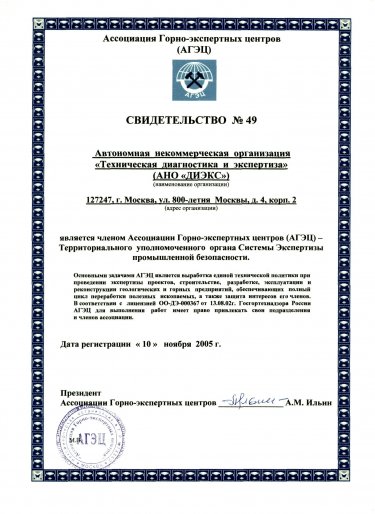 Ассоциация Горно-экспертных центров
(АГЭЦ)
АГЭЦ
СВИДЕТЕЛЬСТВО № 49
Автономная некоммерческая организация
«Техническая диагностика и экспертиза»
(АНО «ДИЭКС»)
(наименование организации)
127247, г. Москва, ул. 800-летия Москвы, д. 4, корп. 2
(адрес организации)
является членом Ассоциации Горно-экспертных центров (АГЭЦ) –
Территориального уполномоченного органа Системы Экспертизы
промышленной безопасности.
Основными задачами АГЭЦ является выработка единой технической политики при
проведении экспертизы проектов, строительстве, разработке, эксплуатации и
реконструкции геологических и горных предприятий, обеспечивающих полный
цикл переработки полезных ископаемых, а также защита интересов его членов.
В соответствии с лицензией ОО-ДЭ-000367 от 13.08.02г. Госгортехнадзора России
АГЭЦ для выполнения работ имеет право привлекать свои подразделения
и членов ассоциации.
Дата регистрации « 10 » ноября 2005 г.
Президент
Ассоциации Горно-экспертных центров А.М. Ильин
М.П.
АГЭЦ